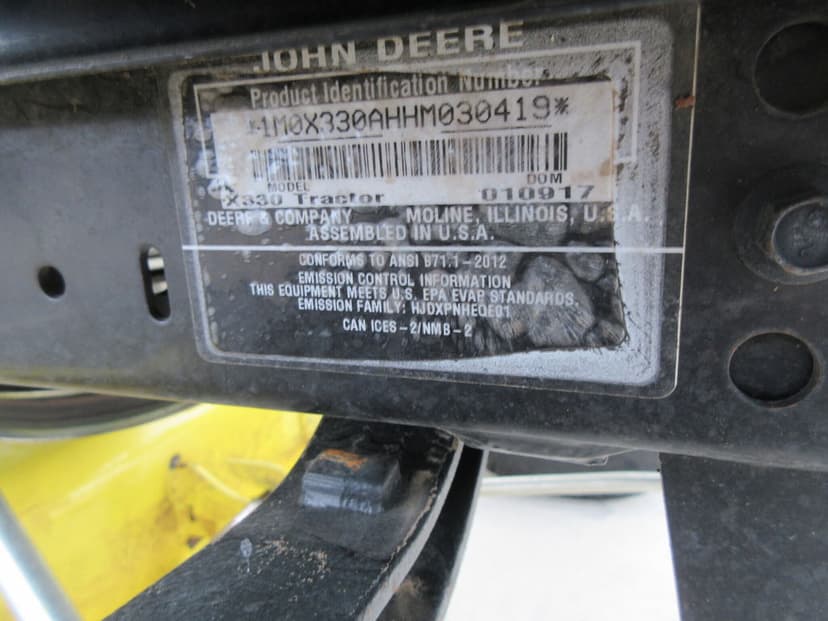 JOHN DEERE
Product Identification Number
*1M0X330AHHM030419*
MODEL DOM
X330 Tractor 010917
DEERE & COMPANY MOLINE, ILLINOIS, U.S.A.
ASSEMBLED IN U.S.A.
CONFORMS TO ANSI B71.1-2012
EMISSION CONTROL INFORMATION
THIS EQUIPMENT MEETS U.S. EPA EVAP STANDARDS.
EMISSION FAMILY: HJDXPNHEQE01
CAN ICES-2/NMB-2